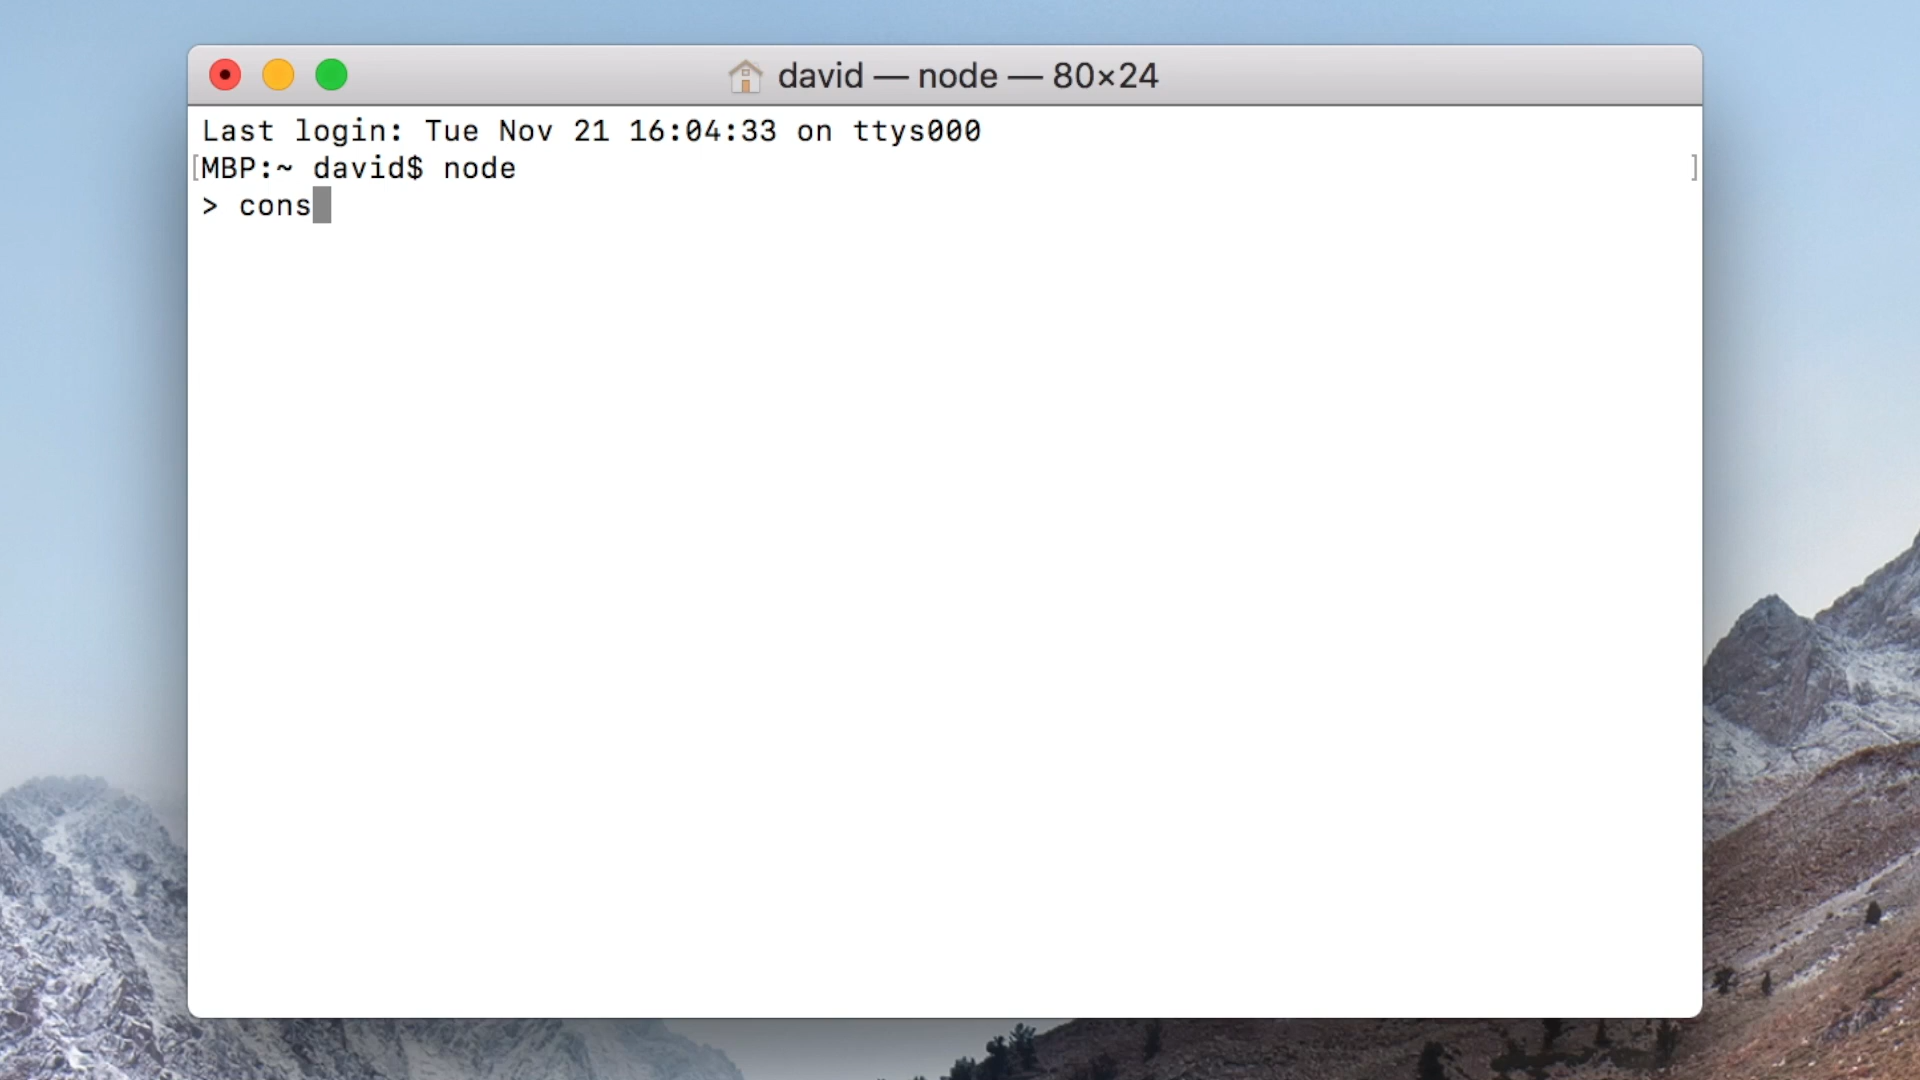 david — node — 80×24
Last login: Tue Nov 21 16:04:33 on ttys000
[MBP:~ david$ node ]
> cons